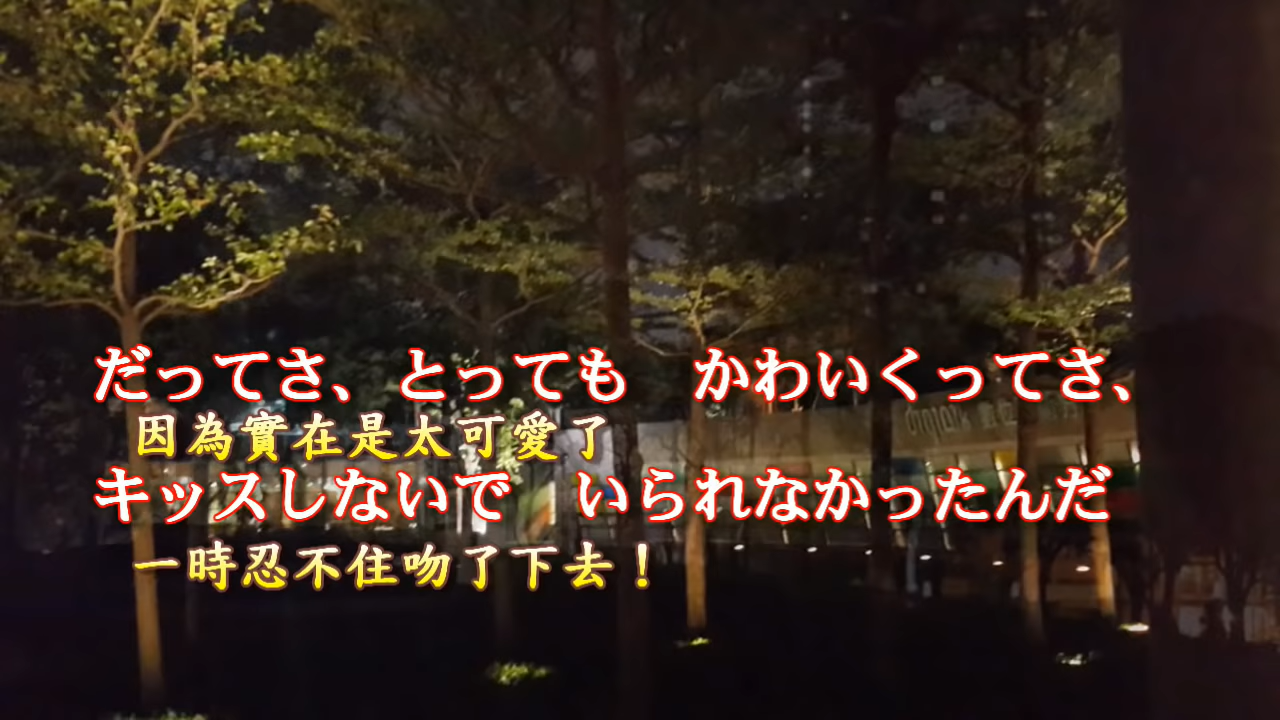 だってさ、とっても　かわいくってさ、
因為實在是太可愛了
キッスしないで　いられなかったんだ
一時忍不住吻了下去！